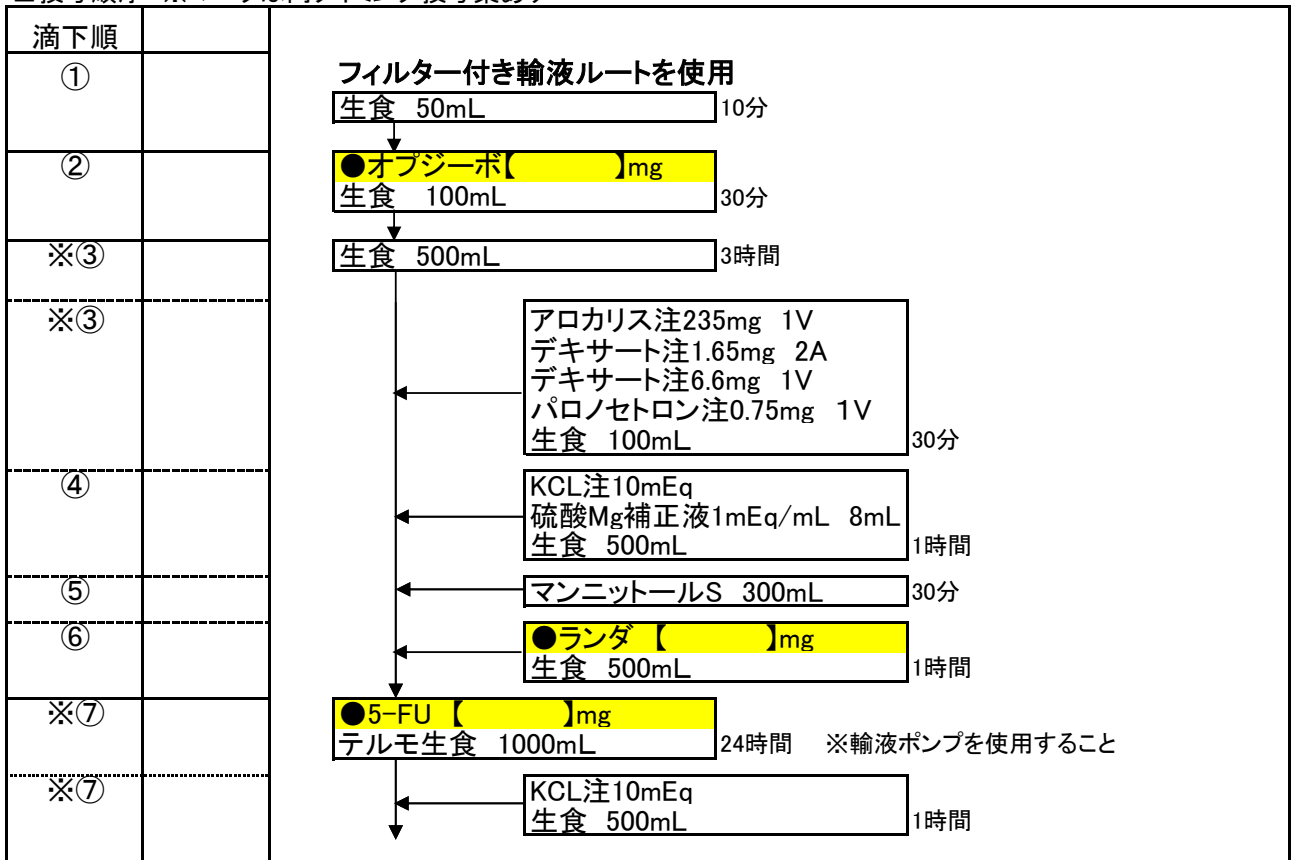 滴下順
①
フィルター付き輸液ルートを使用
生食 50mL 10分
②
●オプジーボ【 】mg
生食 100mL 30分
※③
生食 500mL 3時間
※③
アロカリス注235mg 1V
デキサート注1.65mg 2A
デキサート注6.6mg 1V
パロノセトロン注0.75mg 1V
生食 100mL 30分
④
KCL注10mEq
硫酸Mg補正液1mEq/mL 8mL
生食 500mL 1時間
⑤
マンニットールS 300mL 30分
⑥
●ランダ 【 】mg
生食 500mL 1時間
※⑦
●5-FU 【 】mg
テルモ生食 1000mL 24時間 ※輸液ポンプを使用すること
※⑦
KCL注10mEq
生食 500mL 1時間